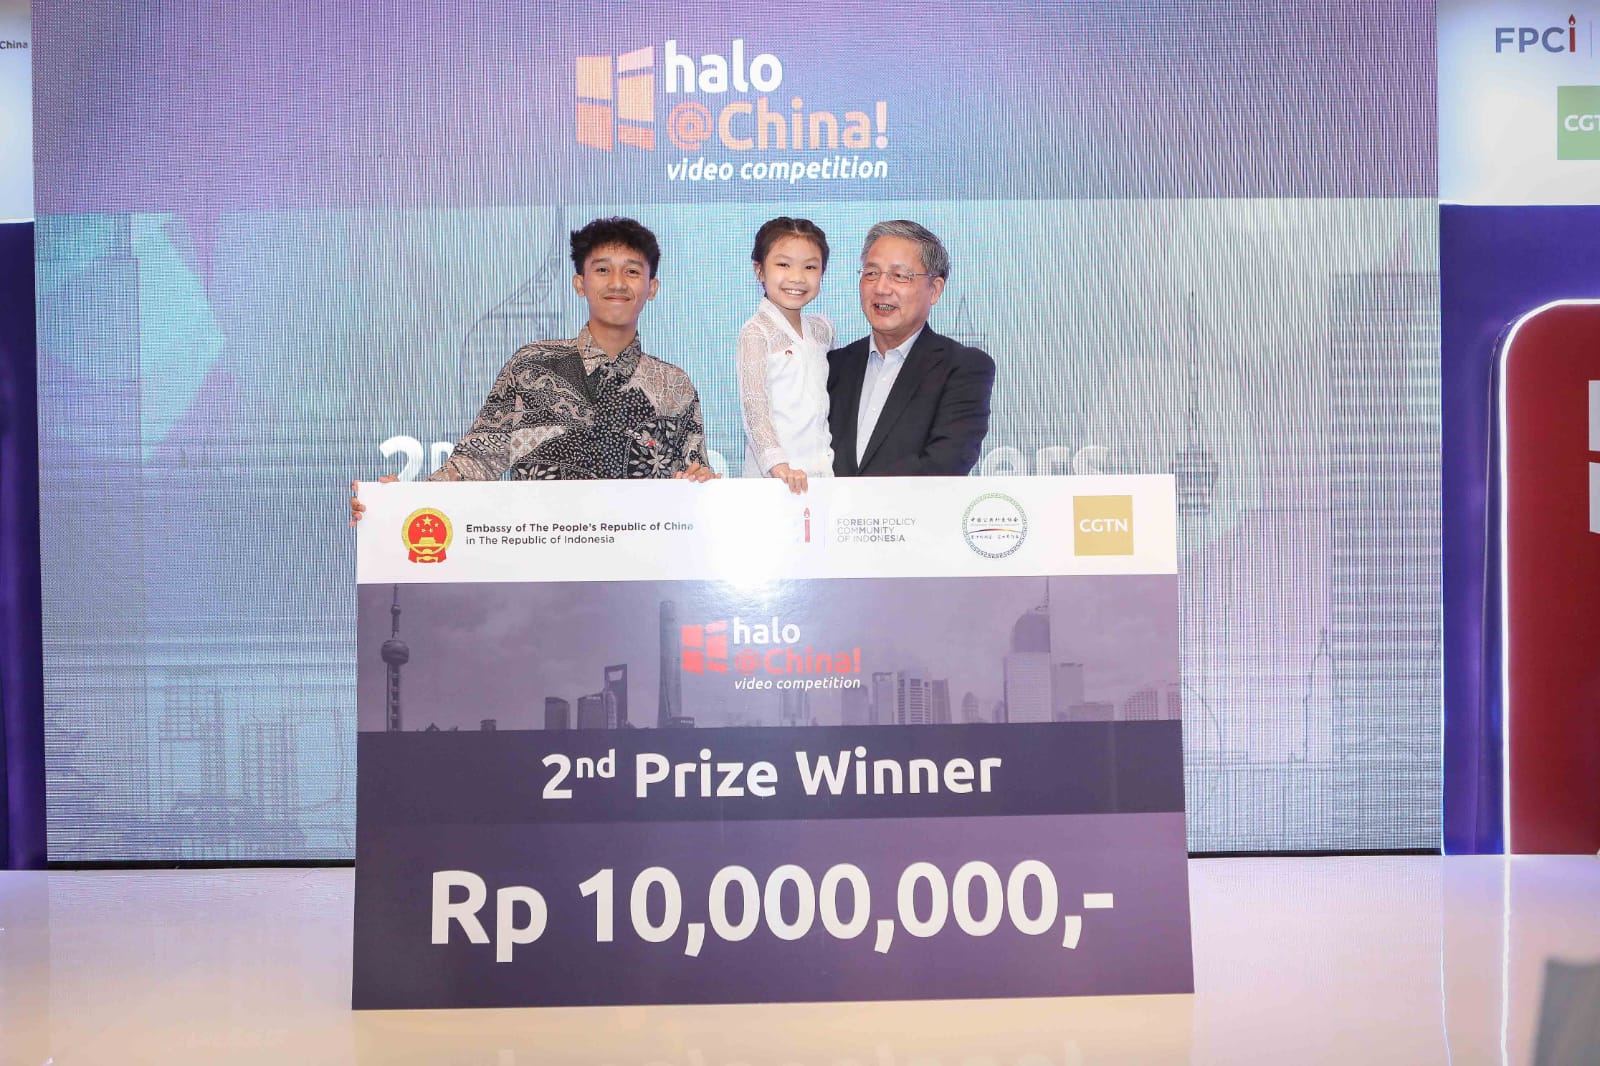 China
FPCi
CGT
halo
@China!
video competition
Embassy of The People's Republic of China
in The Republic of Indonesia
FOREIGN POLICY
COMMUNITY
OF INDONESIA
CGTN
halo
@China!
video competition
2nd Prize Winner
Rp 10,000,000,-